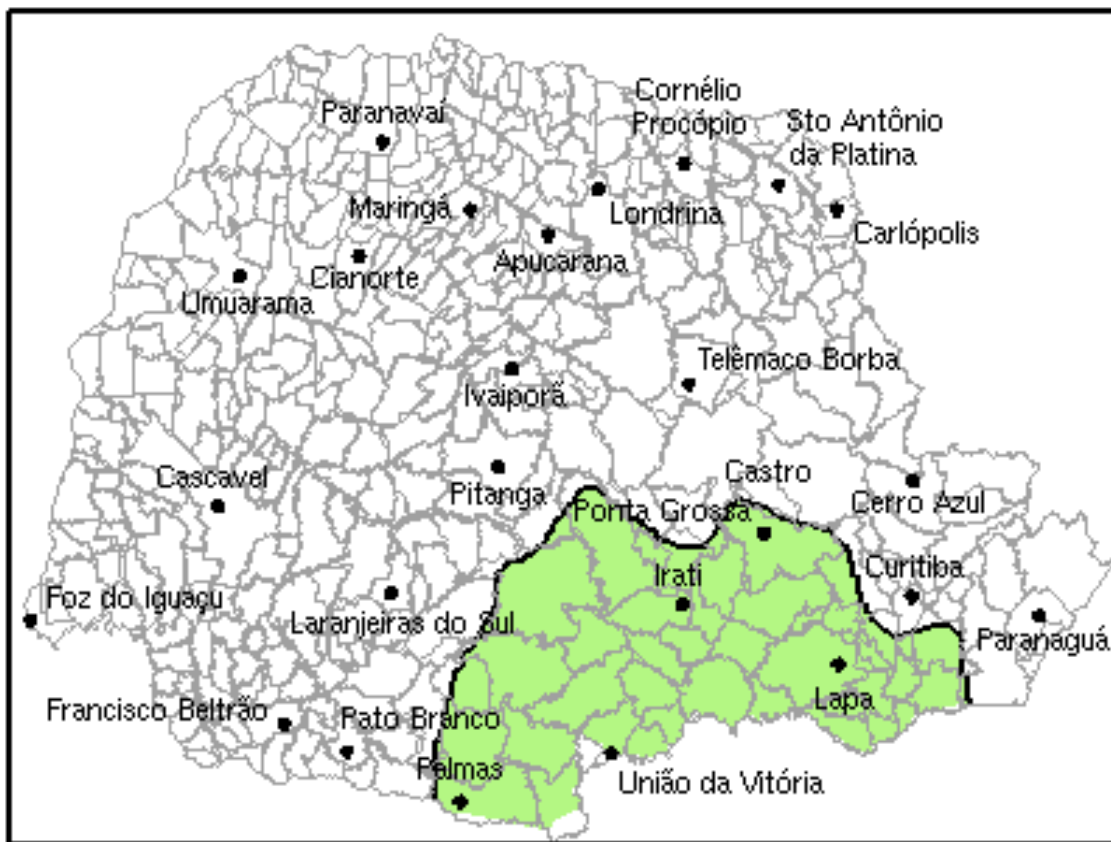 Cornélio
Procópio
Sto Antônio
da Platina
Paranavaí
Maringá
Londrina
Carlópolis
Apucarana
Cianorte
Umuarama
Telêmaco Borba
Ivaiporã
Castro
Cascavel
Pitanga
Cerro Azul
Ponta Grossa
Curitiba
Irati
Foz do Iguaçu
Laranjeiras do Sul
Paranaguá
Lapa
Francisco Beltrão
Pato Branco
Palmas
União da Vitória